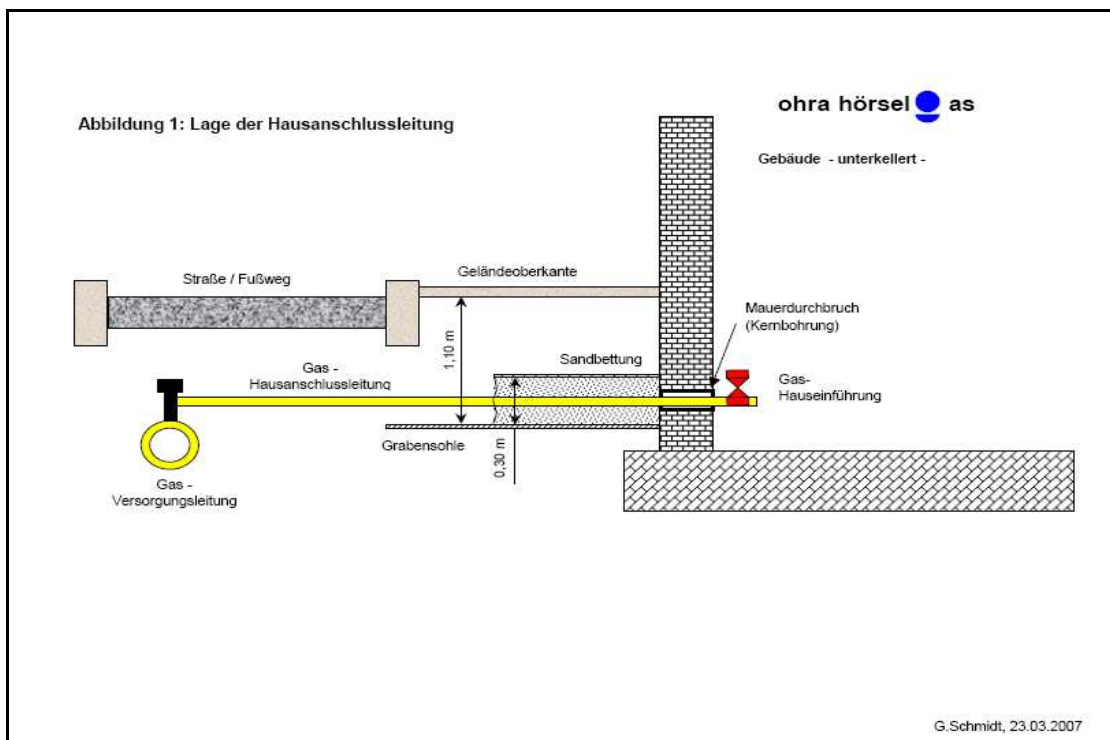 ohra hörsel as
Abbildung 1: Lage der Hausanschlussleitung
Gebäude - unterkellert -
Straße / Fußweg
Geländeoberkante
Mauerdurchbruch
(Kernbohrung)
1,10 m
Sandbettung
Gas -
Hausanschlussleitung
Gas-
Hauseinführung
Grabensohle
0,30 m
Gas -
Versorgungsleitung
G.Schmidt, 23.03.2007